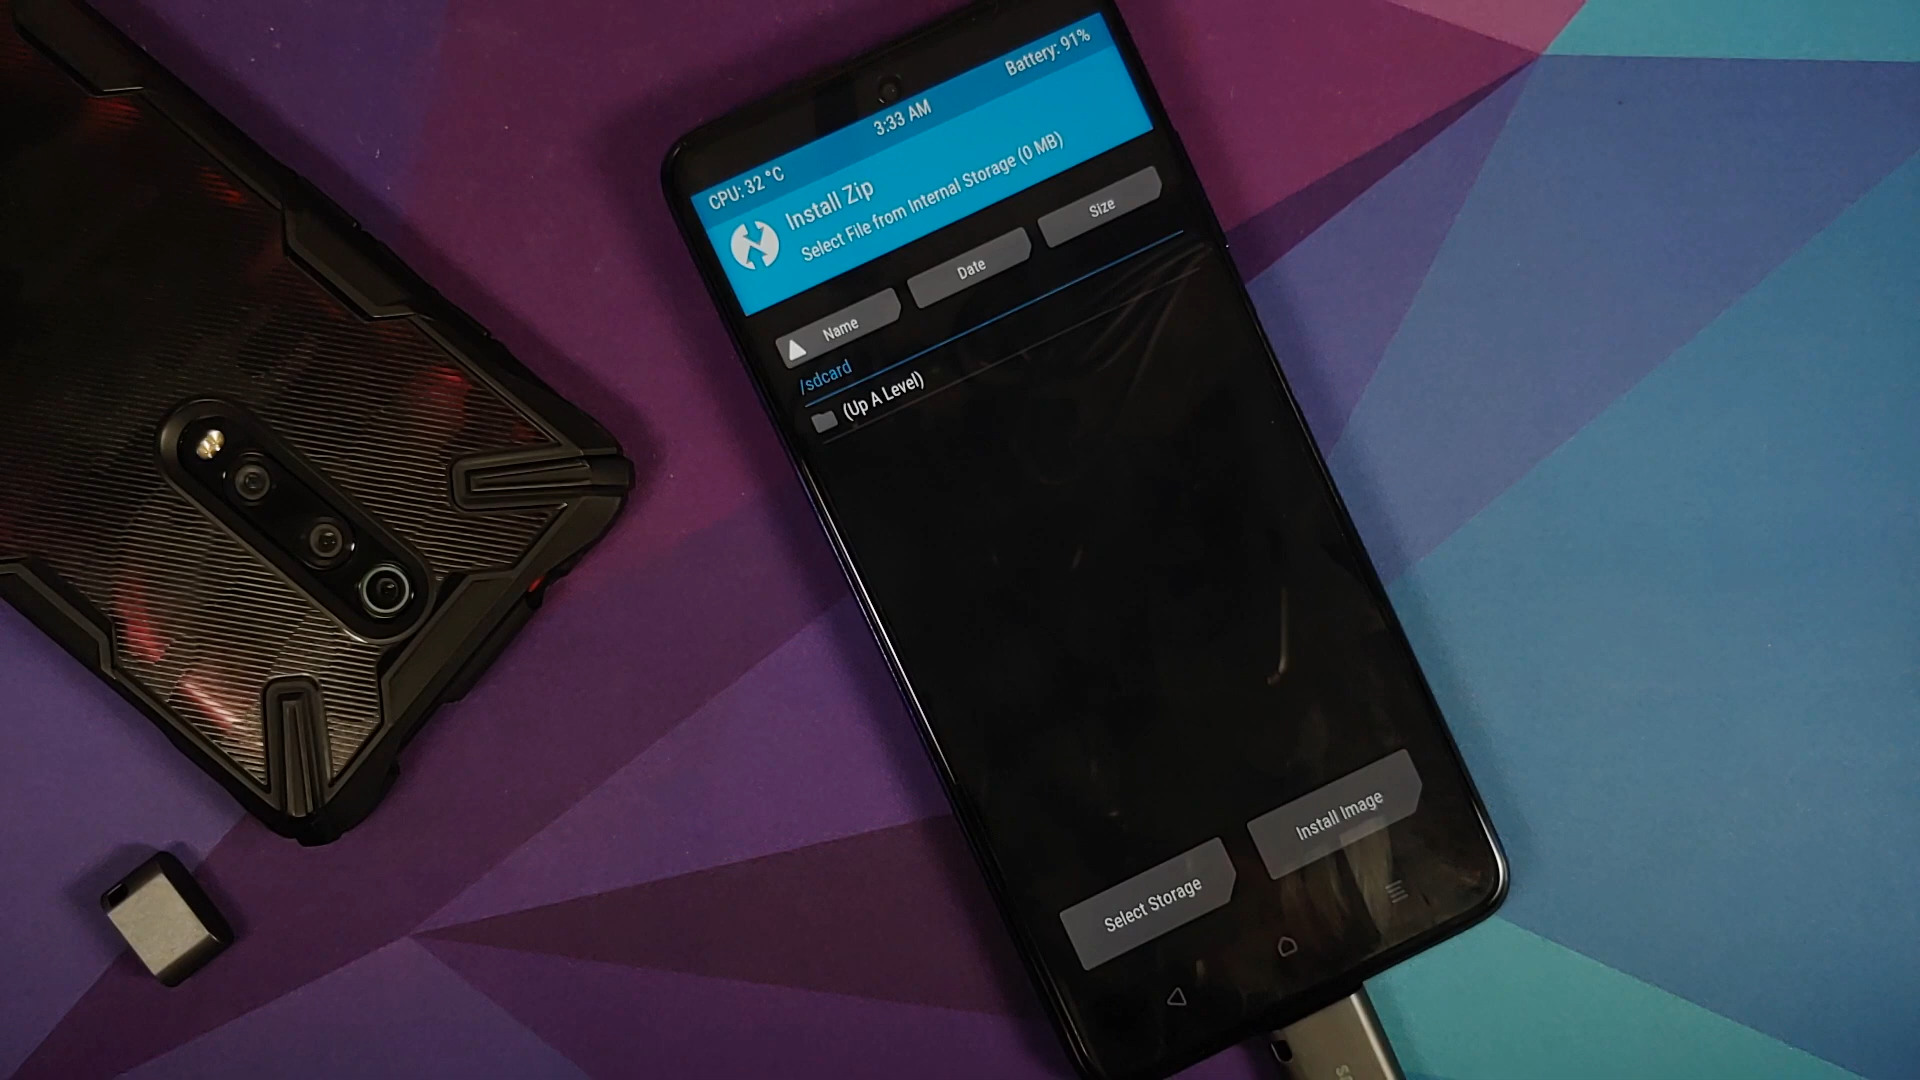 CPU: 32 °C
3:33 AM
Battery: 91%
Install Zip
Select File from Internal Storage (0 MB)
Name
Date
Size
/sdcard
(Up A Level)
Select Storage
Install Image